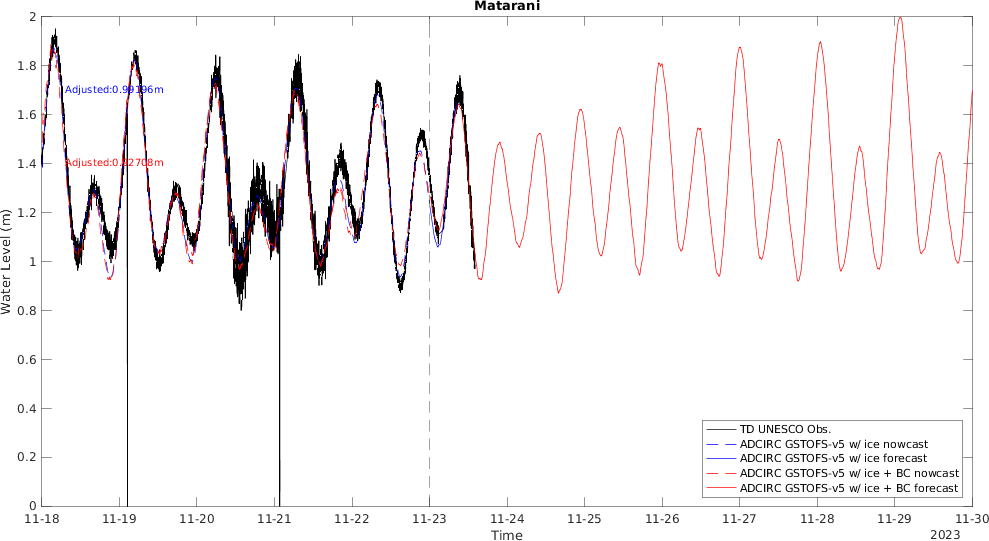 Matarani
Water Level (m)
2
1.8
1.6
1.4
1.2
1
0.8
0.6
0.4
0.2
0
Adjusted:0.99196m
TD UNESCO Obs.
ADCIRC GSTOFS-v5 w/ ice nowcast
ADCIRC GSTOFS-v5 w/ ice forecast
ADCIRC GSTOFS-v5 w/ ice + BC nowcast
ADCIRC GSTOFS-v5 w/ ice + BC forecast
11-18 11-19 11-20 11-21 11-22 11-23 11-24 11-25 11-26 11-27 11-28 11-29 11-30
Time
2023